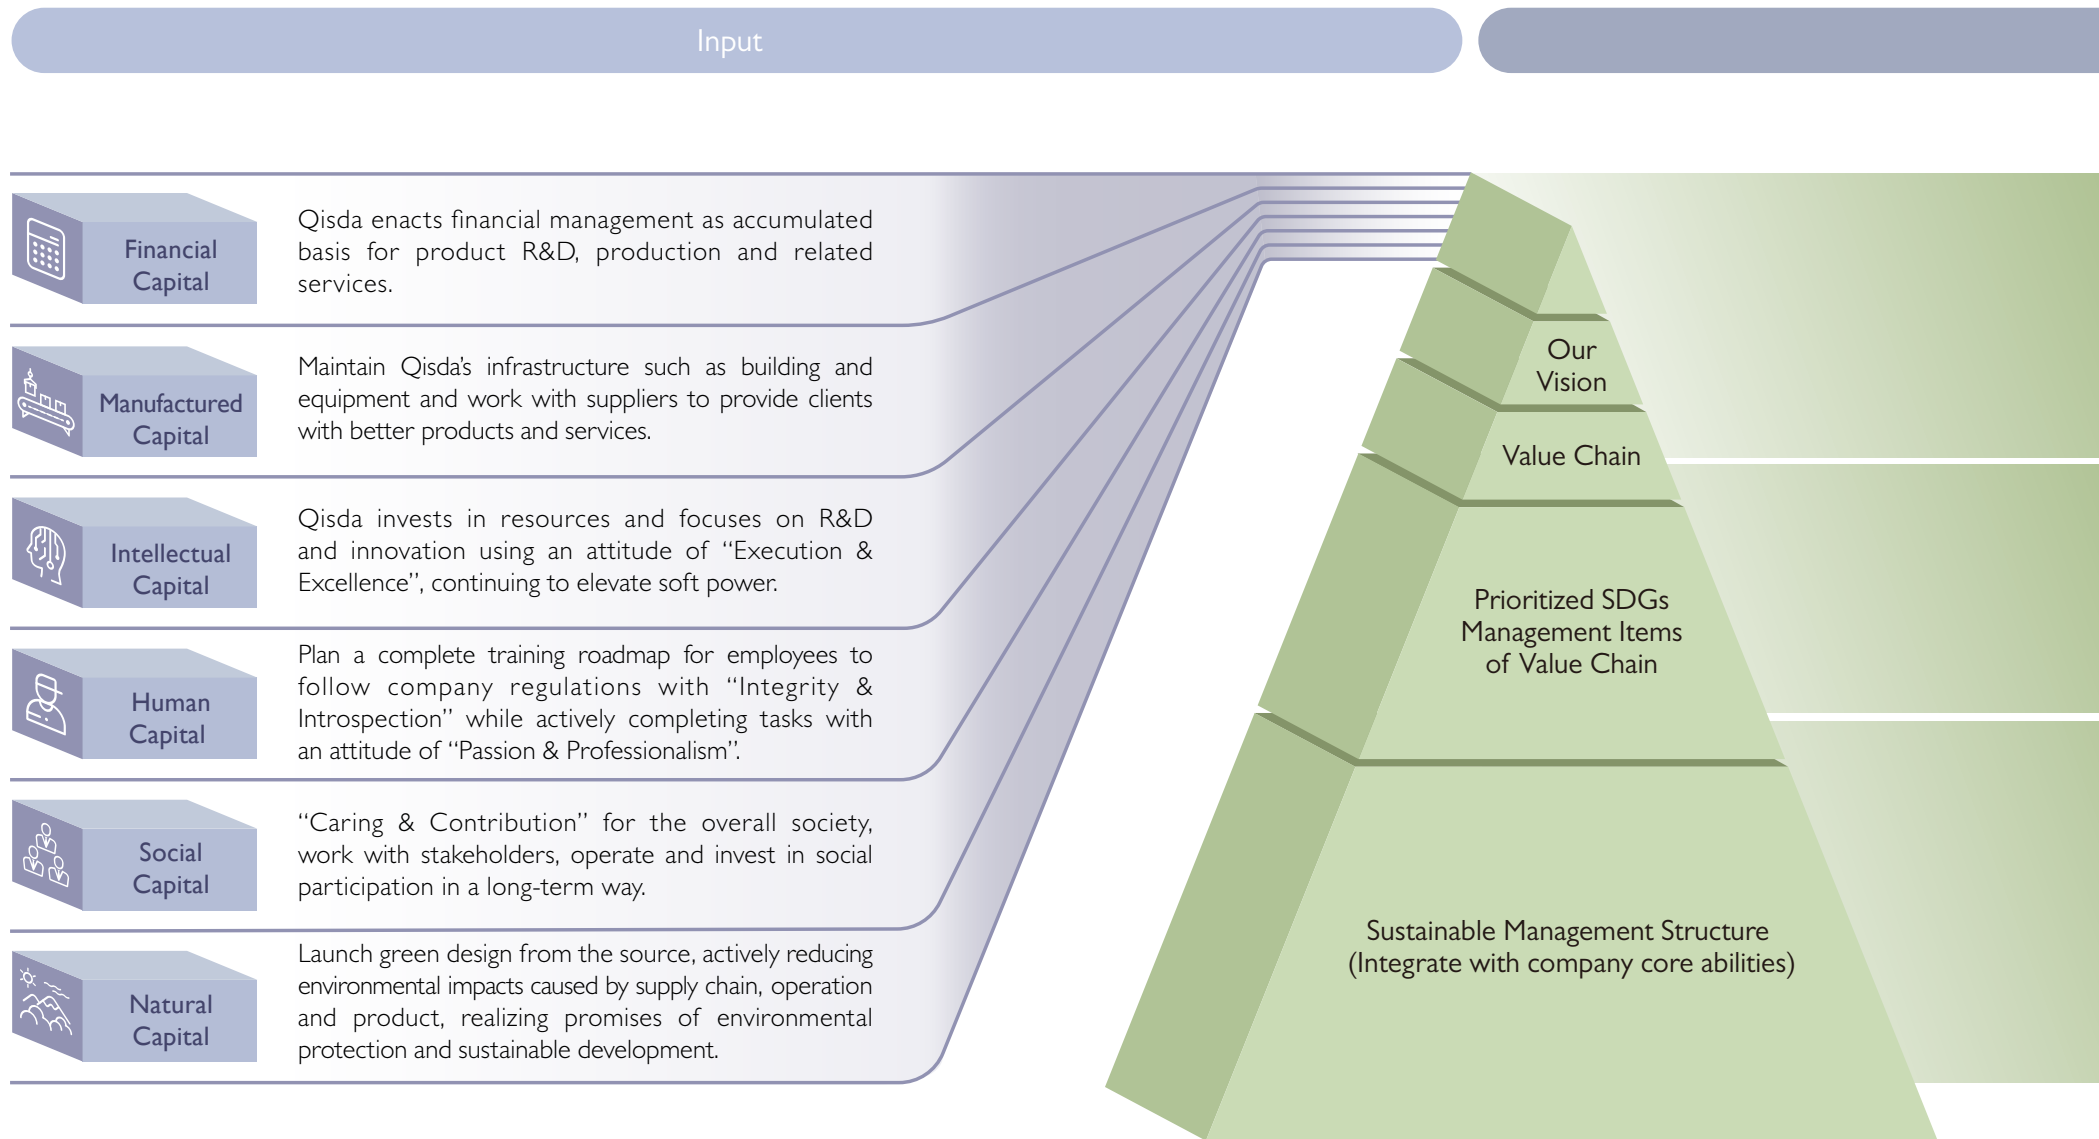 Input
Financial
Capital
Qisda enacts financial management as accumulated
basis for product R&D, production and related
services.
Manufactured
Capital
Maintain Qisda’s infrastructure such as building and
equipment and work with suppliers to provide clients
with better products and services.
Intellectual
Capital
Qisda invests in resources and focuses on R&D
and innovation using an attitude of “Execution &
Excellence”, continuing to elevate soft power.
Human
Capital
Plan a complete training roadmap for employees to
follow company regulations with “Integrity &
Introspection” while actively completing tasks with
an attitude of “Passion & Professionalism”.
Social
Capital
“Caring & Contribution” for the overall society,
work with stakeholders, operate and invest in social
participation in a long-term way.
Natural
Capital
Launch green design from the source, actively reducing
environmental impacts caused by supply chain, operation
and product, realizing promises of environmental
protection and sustainable development.
Our
Vision
Value Chain
Prioritized SDGs
Management Items
of Value Chain
Sustainable Management Structure
(Integrate with company core abilities)